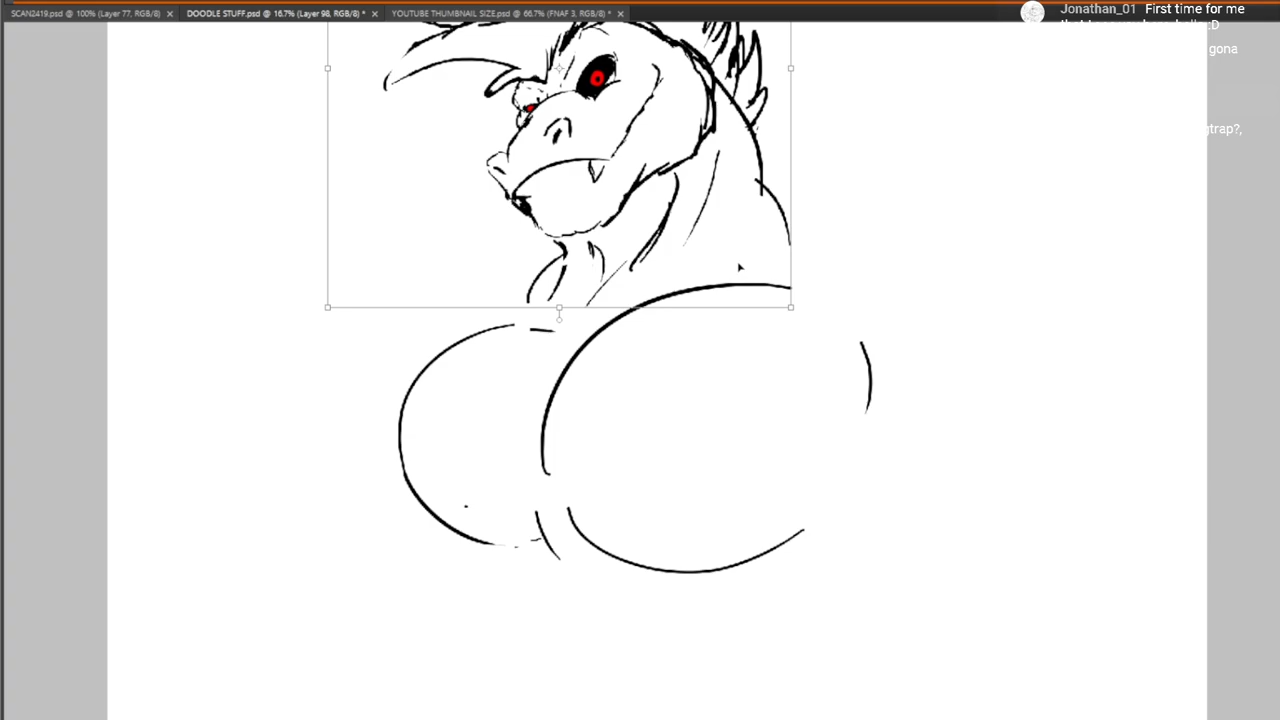 SCAN2419.psd @ 100% (Layer 77, RGB/8) × DOODLE STUFF.psd @ 16.7% (Layer 98, RGB/8) * × YOUTUBE THUMBNAIL SIZE.psd @ 66.7% (FNAF 3, RGB/8) * ×
Jonathan_01 First time for me
gona
gtrap?,